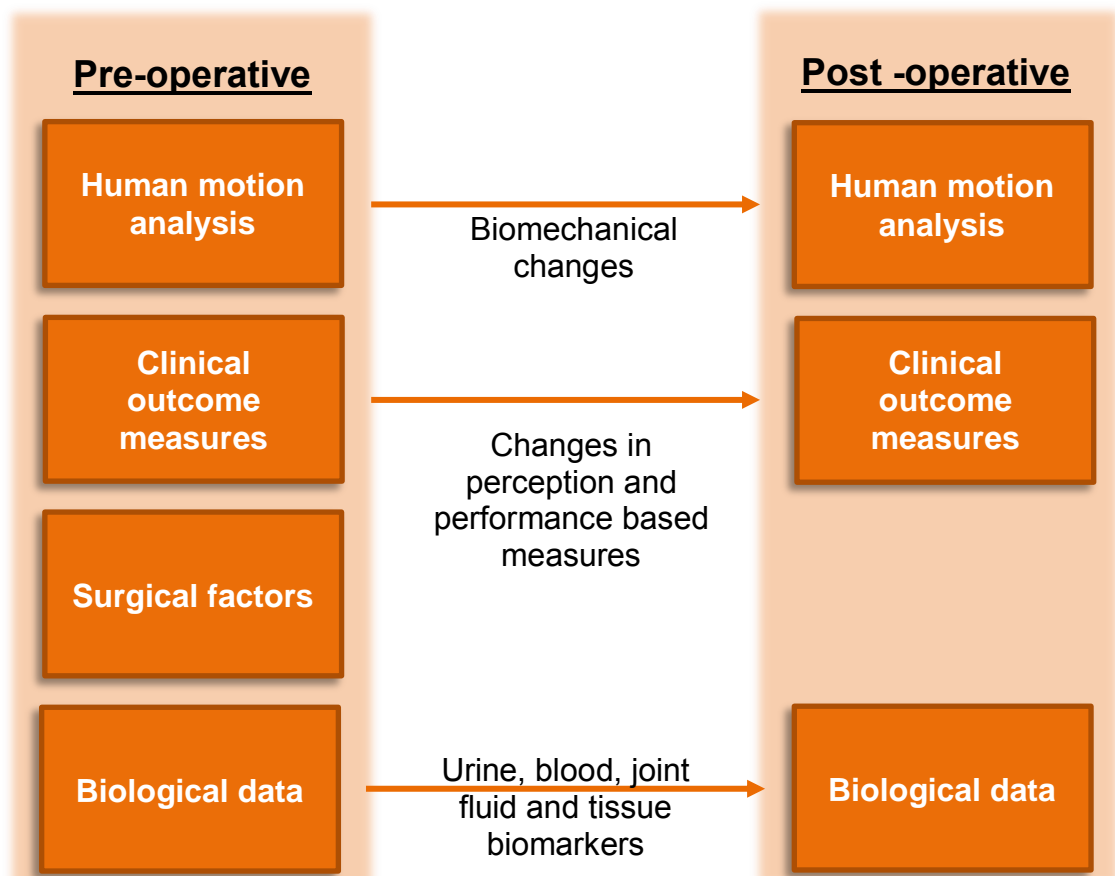 Pre-operative
Human motion
analysis
Clinical
outcome
measures
Surgical factors
Biological data
Biomechanical
changes
Changes in
perception and
performance based
measures
Urine, blood, joint
fluid and tissue
biomarkers
Post -operative
Human motion
analysis
Clinical
outcome
measures
Biological data